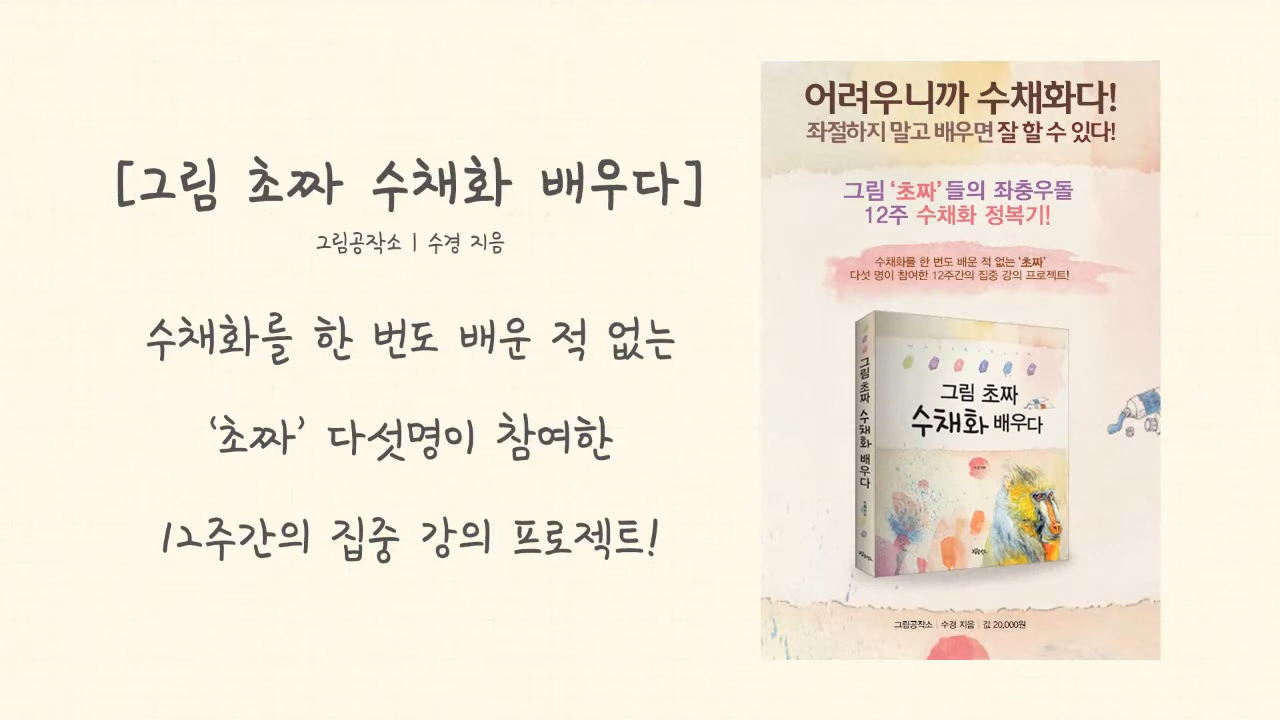 [그림 초짜 수채화 배우다]
그림공작소 | 수경 지음
수채화를 한 번도 배운 적 없는
‘초짜’ 다섯명이 참여한
12주간의 집중 강의 프로젝트!
어려우니까 수채화다!
좌절하지 말고 배우면 잘 할 수 있다!
그림 ‘초짜’들의 좌충우돌
12주 수채화 정복기!
수채화를 한 번도 배운 적 없는 ‘초짜’
다섯 명이 참여한 12주간의 집중 강의 프로젝트!
그림 초짜 수채화 배우다
WATERCOLOR
그림 초짜
수채화 배우다
그림공작소 | 수경 지음 | 값 20,000원